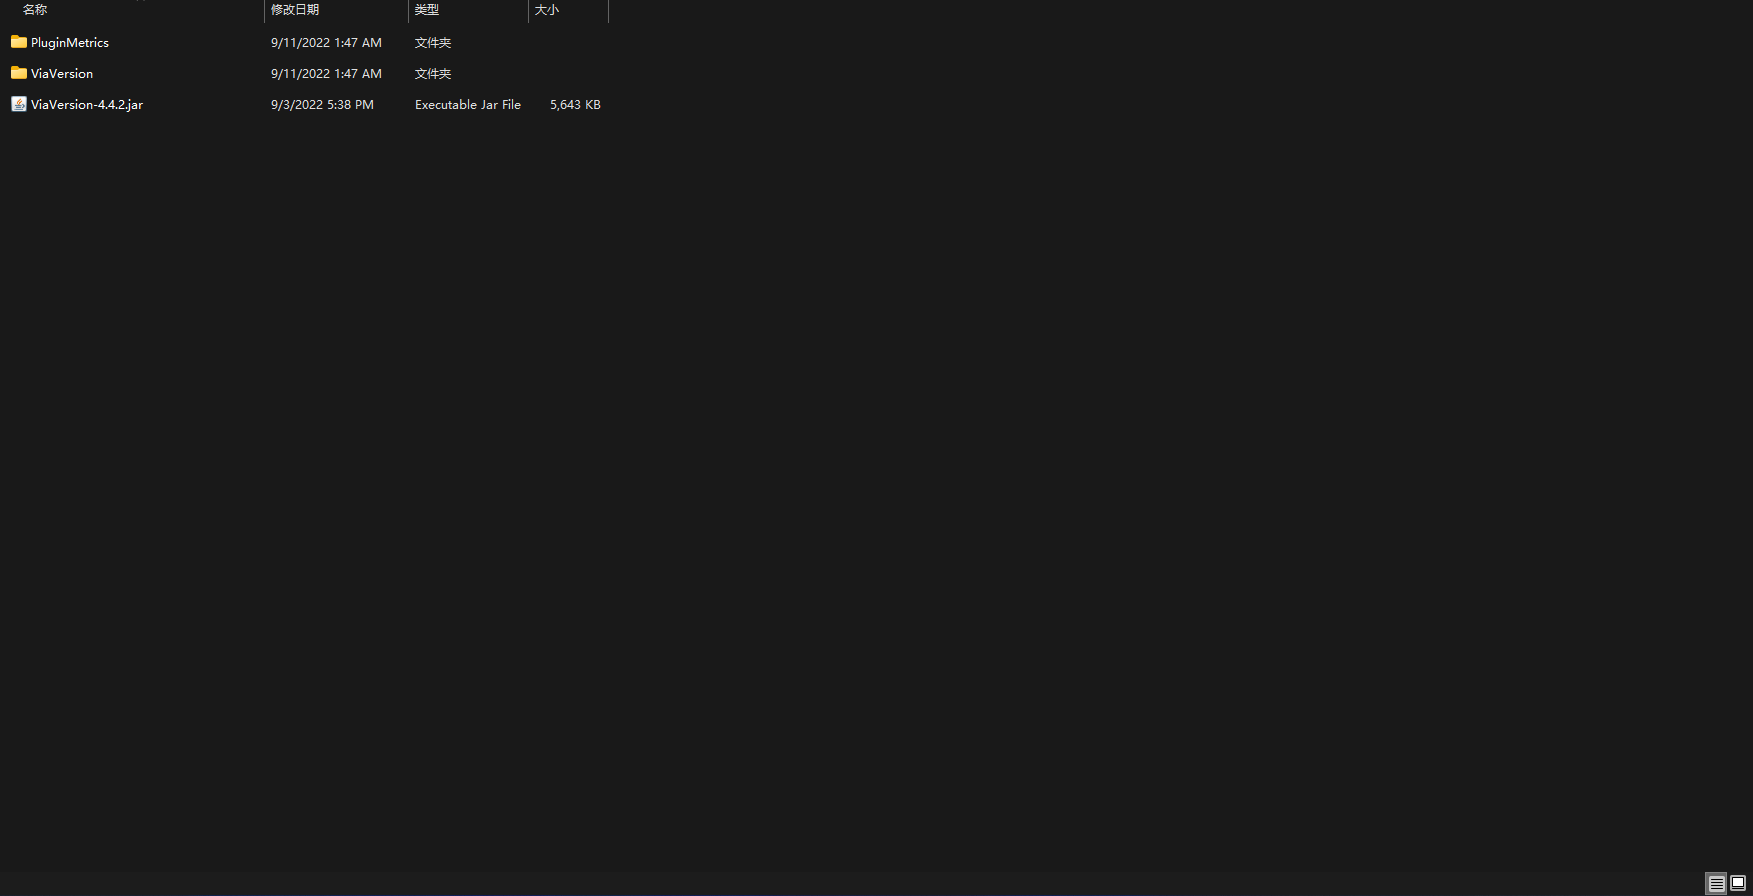 名称 修改日期 类型 大小
PluginMetrics 9/11/2022 1:47 AM 文件夹
ViaVersion 9/11/2022 1:47 AM 文件夹
ViaVersion-4.4.2.jar 9/3/2022 5:38 PM Executable Jar File 5,643 KB